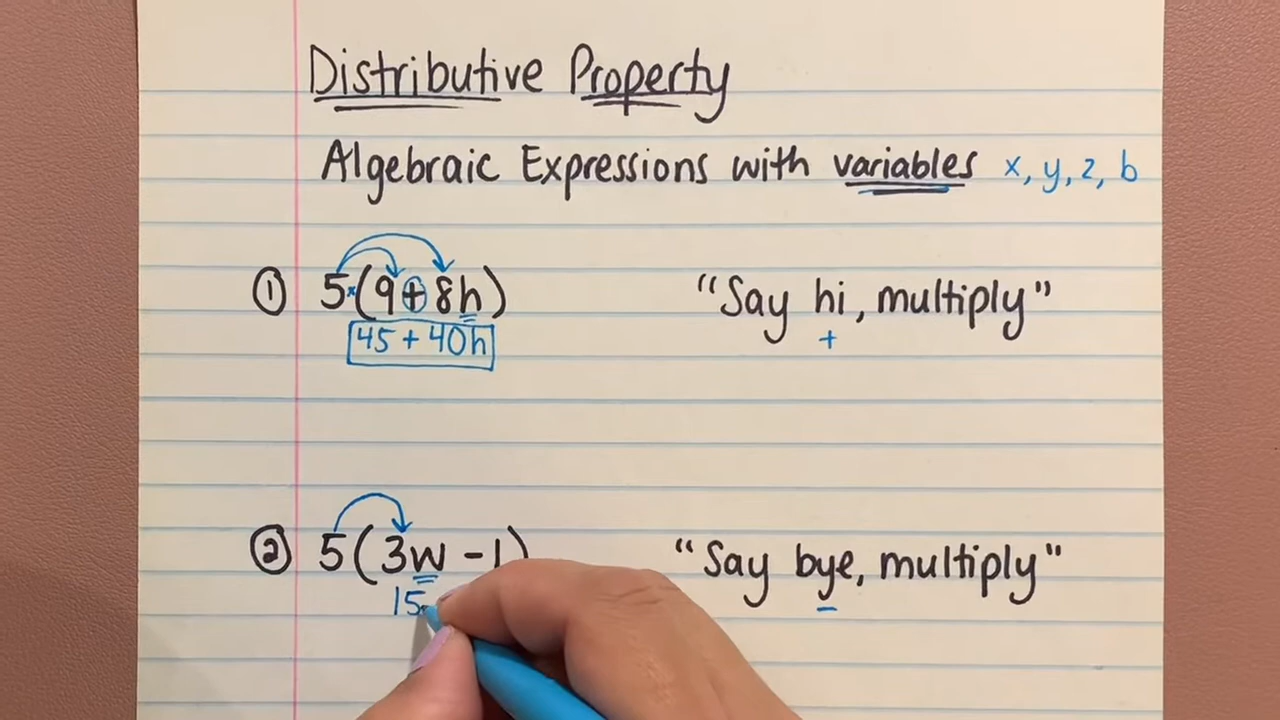 Distributive Property
Algebraic Expressions with variables x, y, z, b
① 5×(9+8h) "Say hi, multiply"
45 + 40h +
② 5(3w -1) "Say bye, multiply"
15 -